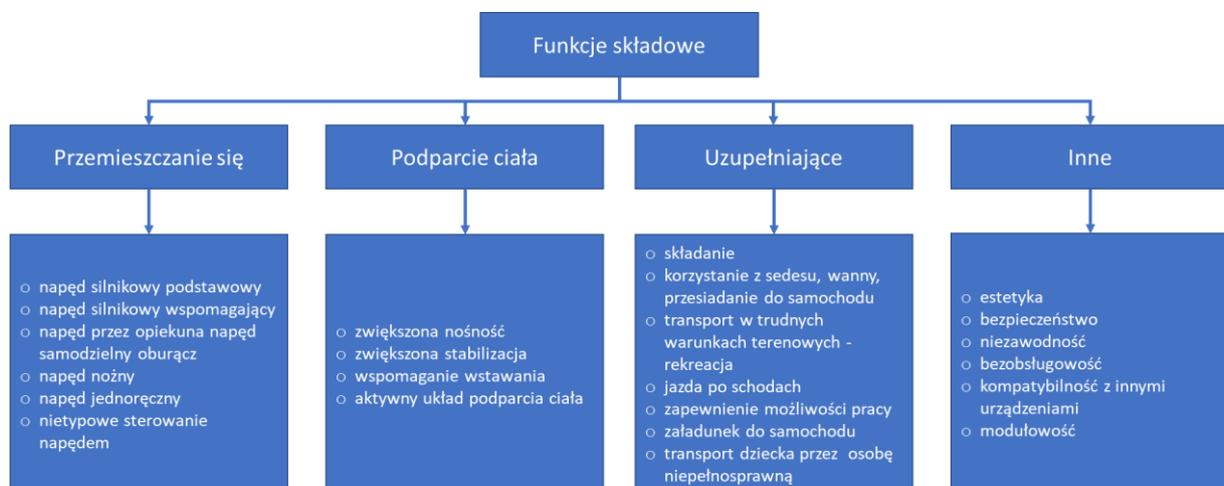 Funkcje składowe
Przemieszczanie się
Podparcie ciała
Uzupełniające
Inne
o napęd silnikowy podstawowy
o napęd silnikowy wspomagający
o napęd przez opiekuna napęd
samodzielny oburącz
o napęd nożny
o napęd jednoręczny
o nietypowe sterowanie
napędem
o zwiększona nośność
o zwiększona stabilizacja
o wspomaganie wstawania
o aktywny układ podparcia ciała
o składanie
o korzystanie z sedesu, wanny,
przesiadanie do samochodu
o transport w trudnych
warunkach terenowych -
rekreacja
o jazda po schodach
o zapewnienie możliwości pracy
o załadunek do samochodu
o transport dziecka przez osobę
niepełnosprawną
o estetyka
o bezpieczeństwo
o niezawodność
o bezobsługowość
o kompatybilność z innymi
urządzeniami
o modułowość